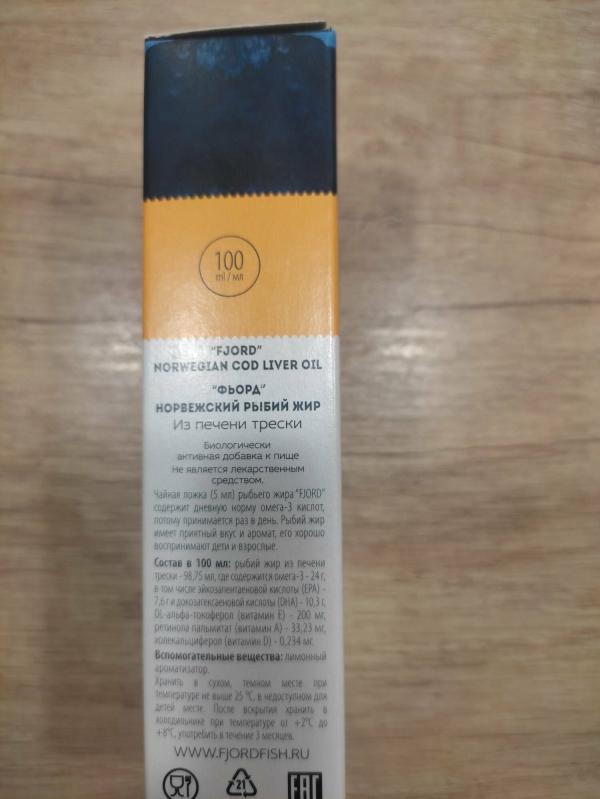 100
ml / мл
"FJORD"
NORWEGIAN COD LIVER OIL
"ФЬОРД"
НОРВЕЖСКИЙ РЫБИЙ ЖИР
Из печени трески
Биологически
активная добавка к пище
Не является лекарственным
средством.
Чайная ложка (5 мл) рыбьего жира "FJORD"
содержит дневную норму омега-3 кислот,
потому принимается раз в день. Рыбий жир
имеет приятный вкус и аромат, его хорошо
воспринимают дети и взрослые.
Состав в 100 мл: рыбий жир из печени
трески - 98,75 мл, где содержится омега-3 - 24 г,
в том числе эйкозапентаеновой кислоты (EPA) -
7,6 г и докозагексаеновой кислоты (DHA) - 10,3 г,
DL-альфа-токоферол (витамин E) - 200 мг,
ретинола пальмитат (витамин A) - 33,23 мг,
холекальциферол (витамин D) - 0,234 мг.
Вспомогательные вещества: лимонный
ароматизатор.
Хранить в сухом, темном месте при
температуре не выше 25 °C, в недоступном для
детей месте. После вскрытия хранить в
холодильнике при температуре от +2°C до
+8°C, употребить в течение 3 месяцев.
WWW.FJORDFISH.RU
21
EAC